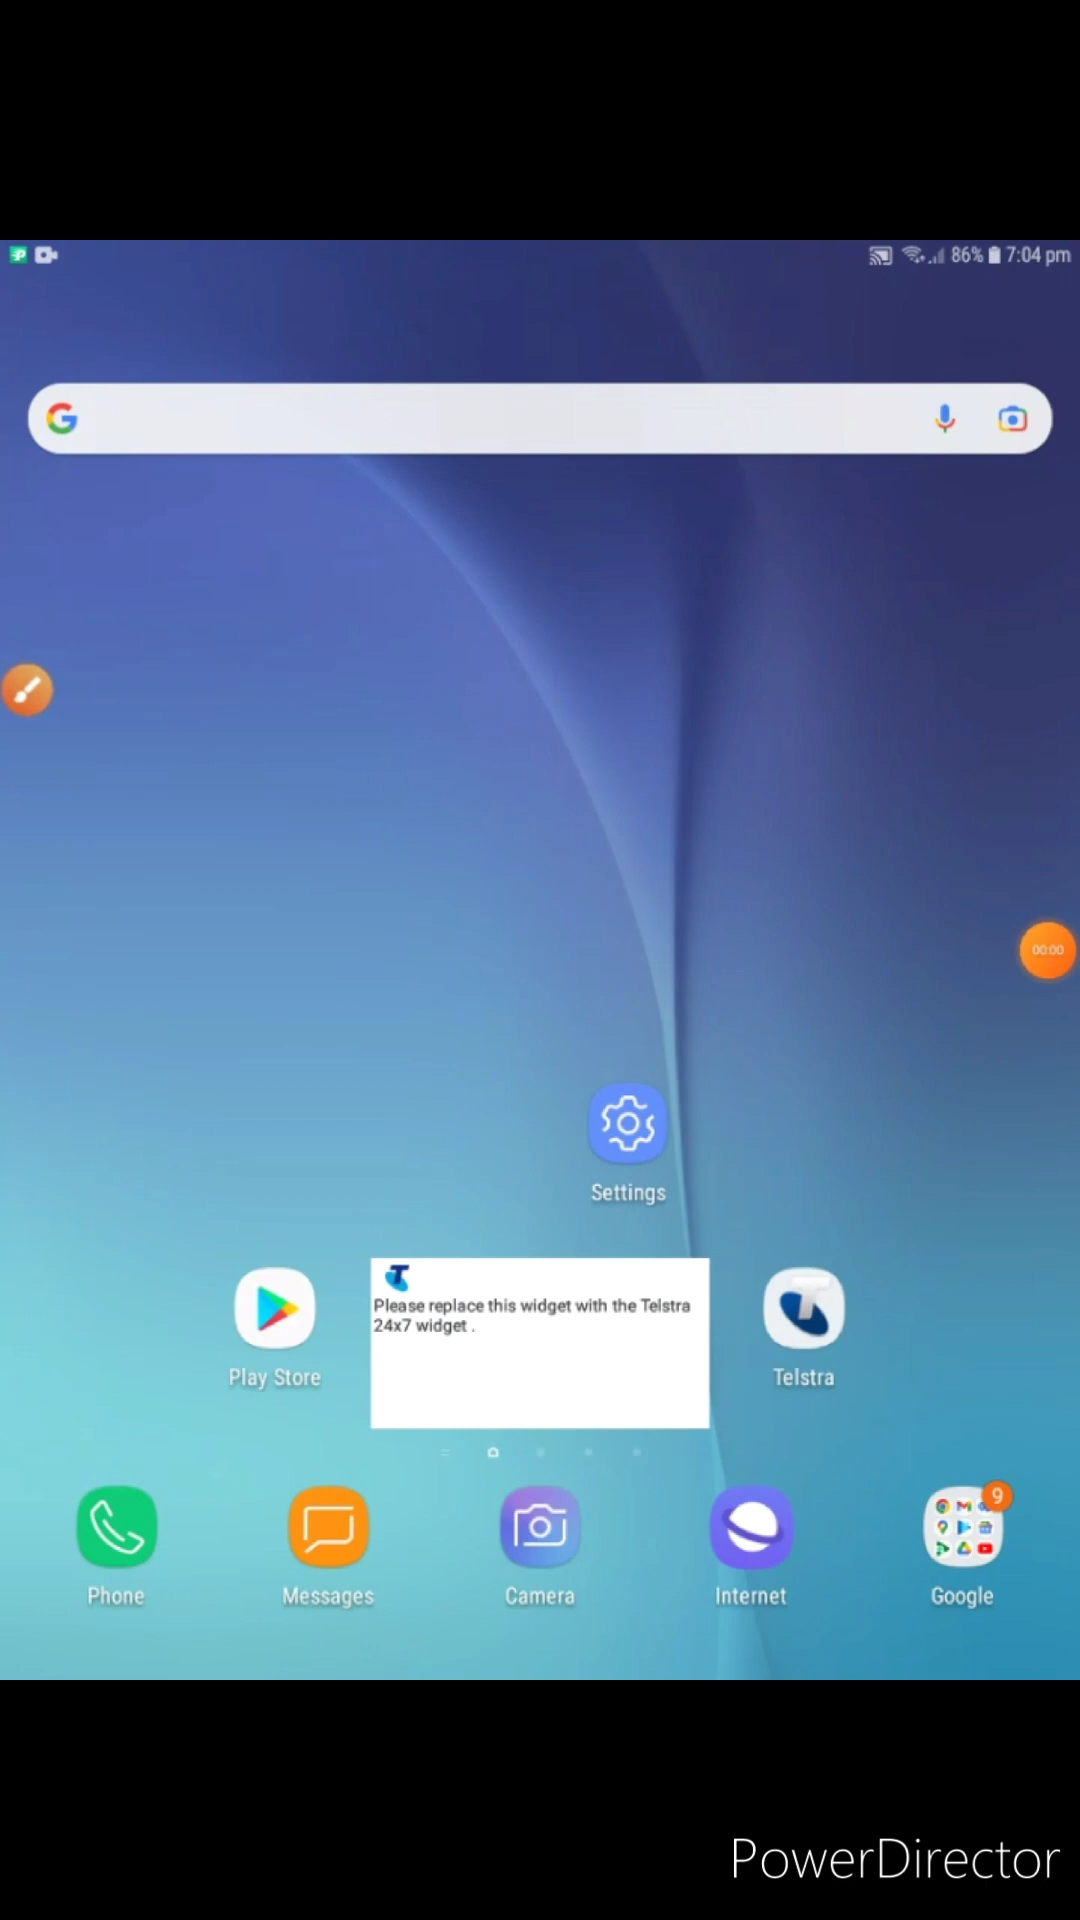 86% 7:04 pm
00:00
Settings
Please replace this widget with the Telstra
24x7 widget .
Play Store
Telstra
9
Phone
Messages
Camera
Internet
Google
PowerDirector